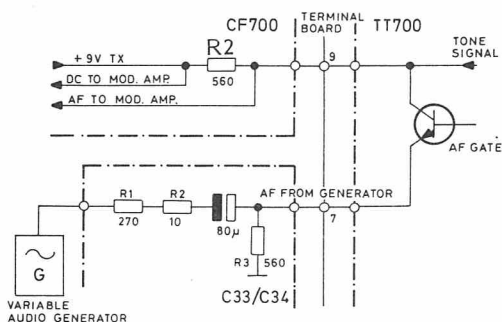 CF700
TERMINAL
BOARD
TT700
+9V TX
R2
560
9
TONE
SIGNAL
DC TO MOD. AMP.
AF TO MOD. AMP.
AF GATE
AF FROM GENERATOR
R1
270
R2
10
80µ
7
R3
560
G
C33/C34
VARIABLE
AUDIO GENERATOR